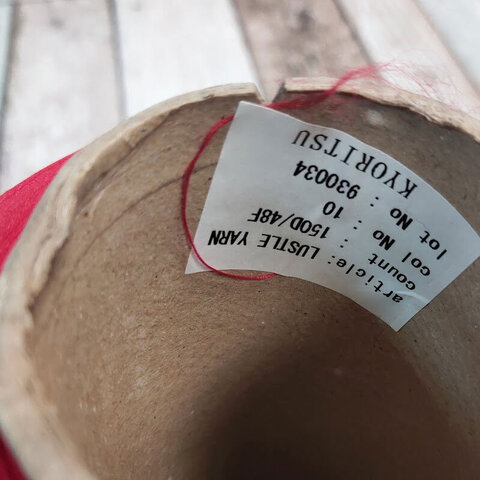 article: LUSTLE YARN
count : 150D/48F
col No : 10
lot No : 930034
KYORITSU